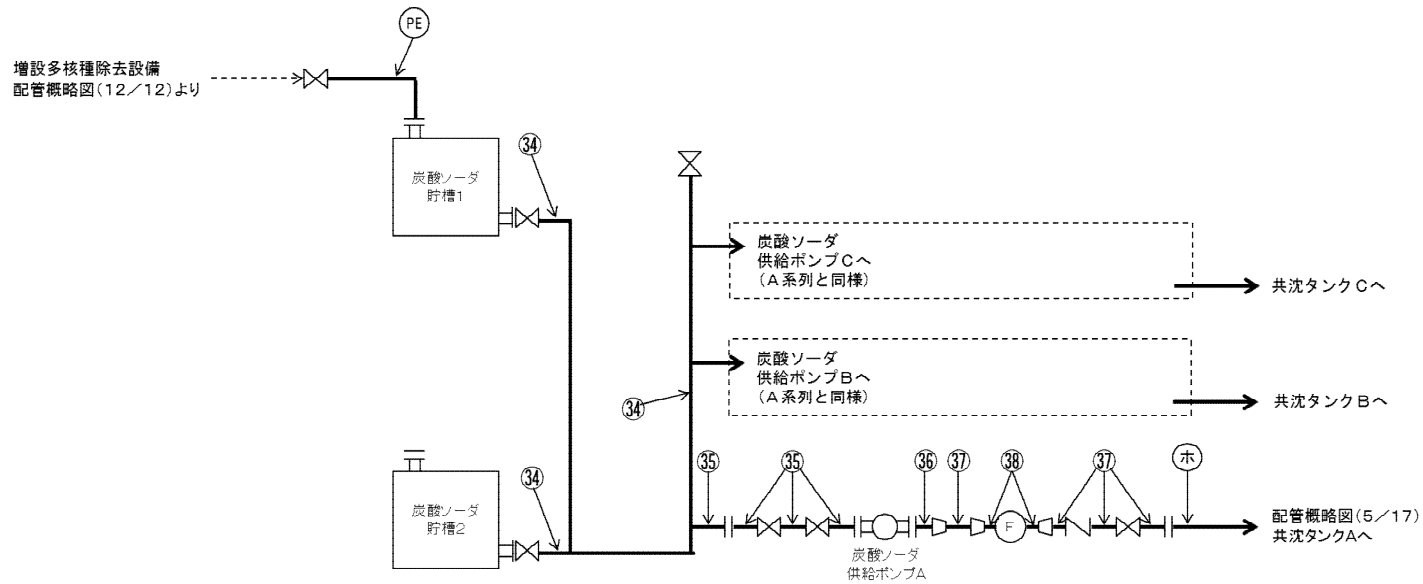 PE
増設多核種除去設備
配管概略図(12／12)より
炭酸ソーダ
貯槽1
㉞
炭酸ソーダ
供給ポンプCへ
(A系列と同様)
共沈タンクCへ
炭酸ソーダ
供給ポンプBへ
(A系列と同様)
共沈タンクBへ
㉞
炭酸ソーダ
貯槽2
㉞
㉟
㉟
㊱
㊲
㊳
㊲
ホ
F
炭酸ソーダ
供給ポンプA
配管概略図(5／17)
共沈タンクAへ